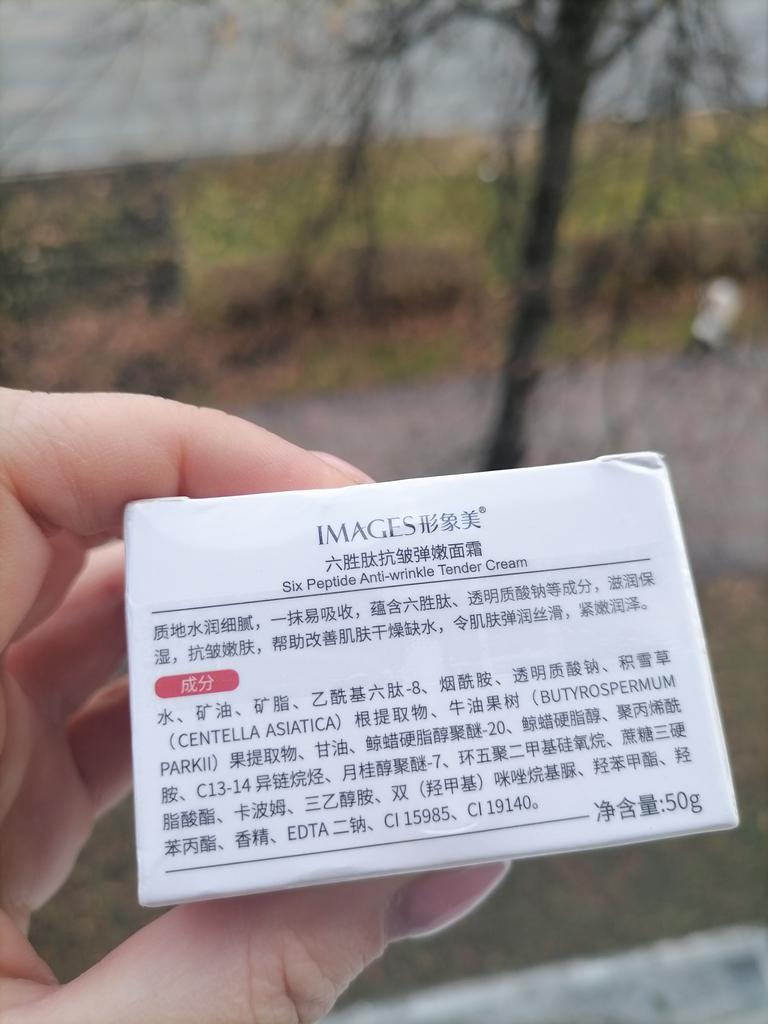 IMAGES形象美®
六胜肽抗皱弹嫩面霜
Six Peptide Anti-wrinkle Tender Cream
质地水润细腻，一抹易吸收，蕴含六胜肽、透明质酸钠等成分，滋润保
湿，抗皱嫩肤，帮助改善肌肤干燥缺水，令肌肤弹润丝滑，紧嫩润泽。
成分
水、矿油、矿脂、乙酰基六肽-8、烟酰胺、透明质酸钠、积雪草
（CENTELLA ASIATICA）根提取物、牛油果树（BUTYROSPERMUM
PARKII）果提取物、甘油、鲸蜡硬脂醇聚醚-20、鲸蜡硬脂醇、聚丙烯酰
胺、C13-14 异链烷烃、月桂醇聚醚-7、环五聚二甲基硅氧烷、蔗糖三硬
脂酸酯、卡波姆、三乙醇胺、双（羟甲基）咪唑烷基脲、羟苯甲酯、羟
苯丙酯、香精、EDTA 二钠、CI 15985、CI 19140。
净含量:50g